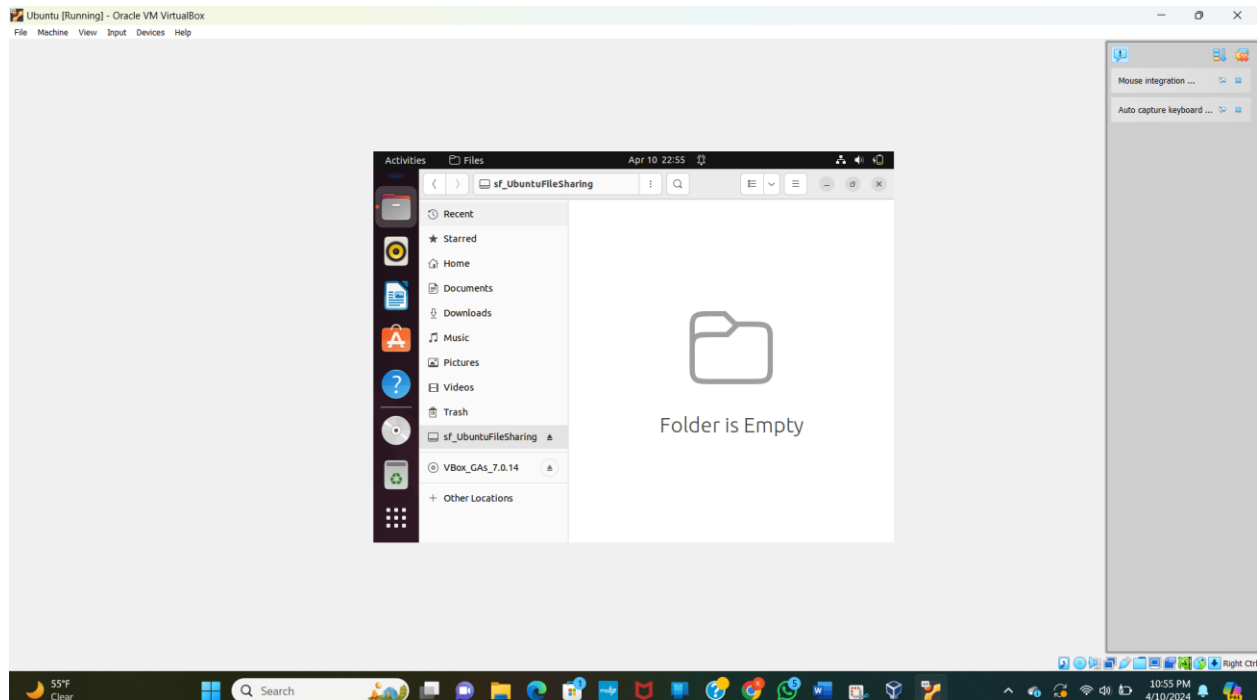 Ubuntu [Running] - Oracle VM VirtualBox
File Machine View Input Devices Help
Mouse integration ...
Auto capture keyboard ...
Activities Files Apr 10 22:55
sf_UbuntuFileSharing
Recent
Starred
Home
Documents
Downloads
Music
Pictures
Videos
Trash
sf_UbuntuFileSharing
VBox_GAs_7.0.14
Other Locations
Folder is Empty
Right Ctrl
55°F
Clear
Search
10:55 PM
4/10/2024